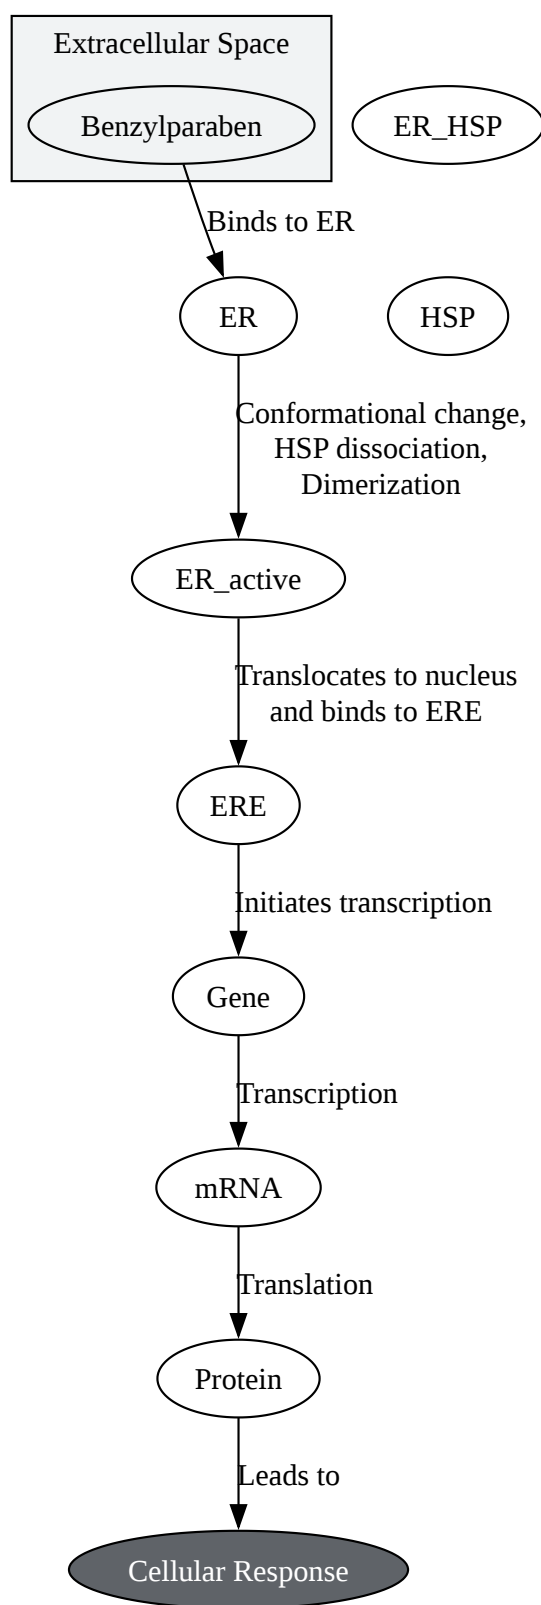 Extracellular Space
Benzylparaben
ER_HSP
Binds to ER
ER
HSP
Conformational change,
HSP dissociation,
Dimerization
ER_active
Translocates to nucleus
and binds to ERE
ERE
Initiates transcription
Gene
Transcription
mRNA
Translation
Protein
Leads to
Cellular Response